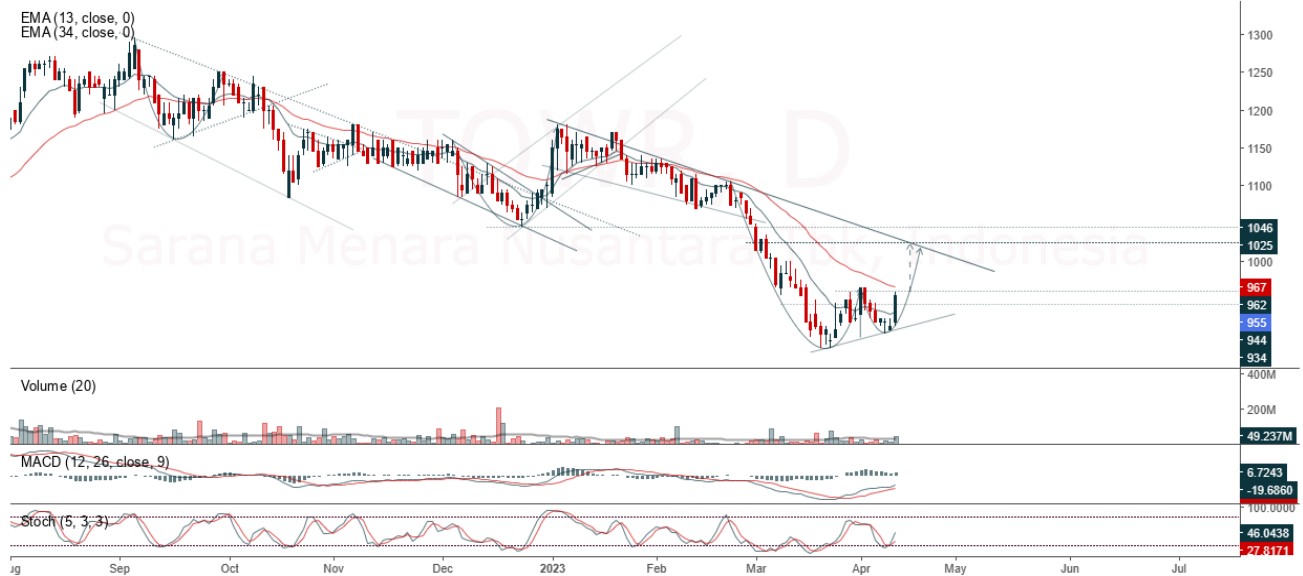 EMA (13, close, 0)
EMA (34, close, 0)
TOWR, D
Sarana Menara Nusantara Tbk, Indonesia
1300
1250
1200
1150
1100
1046
1025
1000
967
962
955
944
934
Volume (20)
400M
200M
49.237M
MACD (12, 26, close, 9)
6.7243
-19.6860
Stoch (5, 3, 3)
100.0000
46.0438
27.8171
ug Sep Oct Nov Dec 2023 Feb Mar Apr May Jun Jul